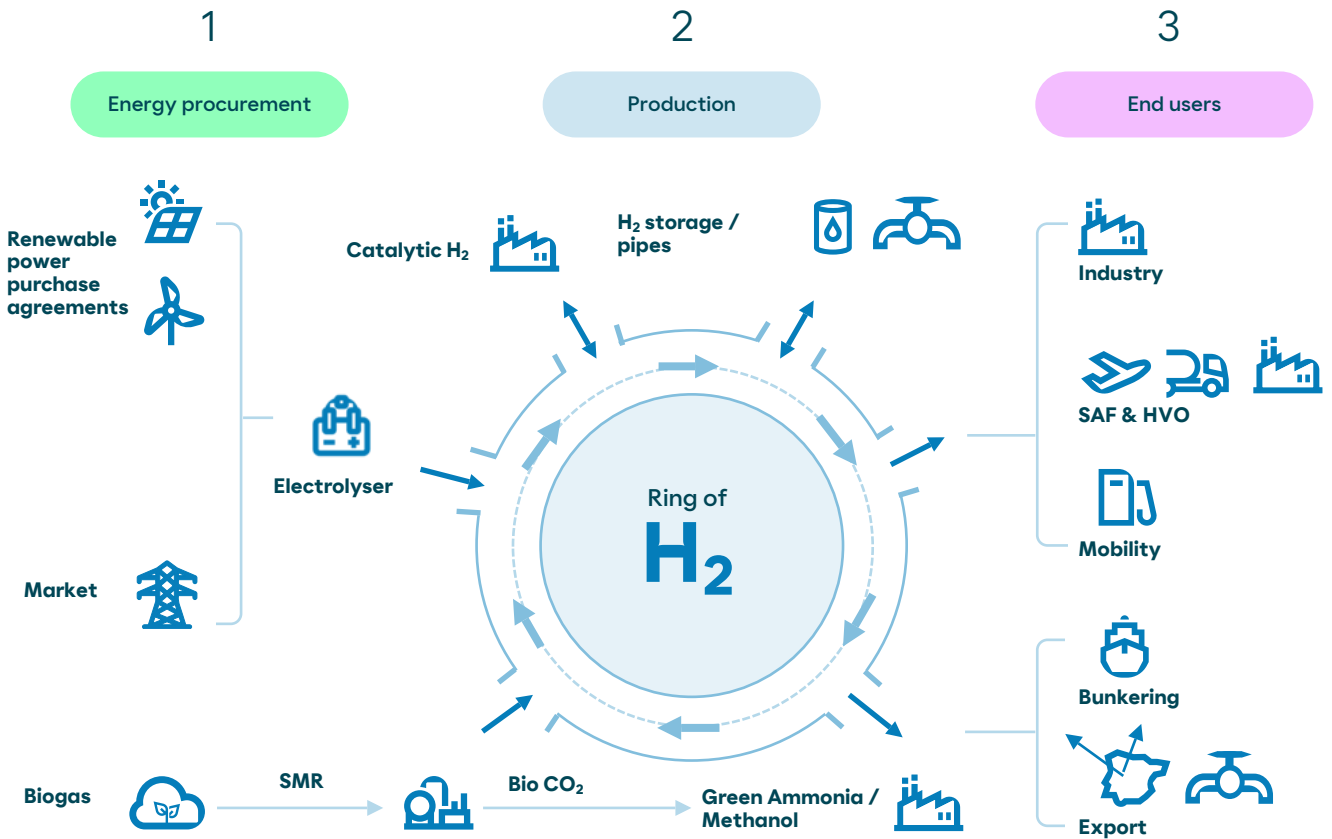 1
2
3
Energy procurement
Production
End users
Renewable
power
purchase
agreements
Catalytic H₂
H₂ storage /
pipes
Industry
SAF & HVO
Electrolyser
Ring of
H₂
Mobility
Market
Bunkering
Biogas
SMR
Bio CO₂
Green Ammonia /
Methanol
Export